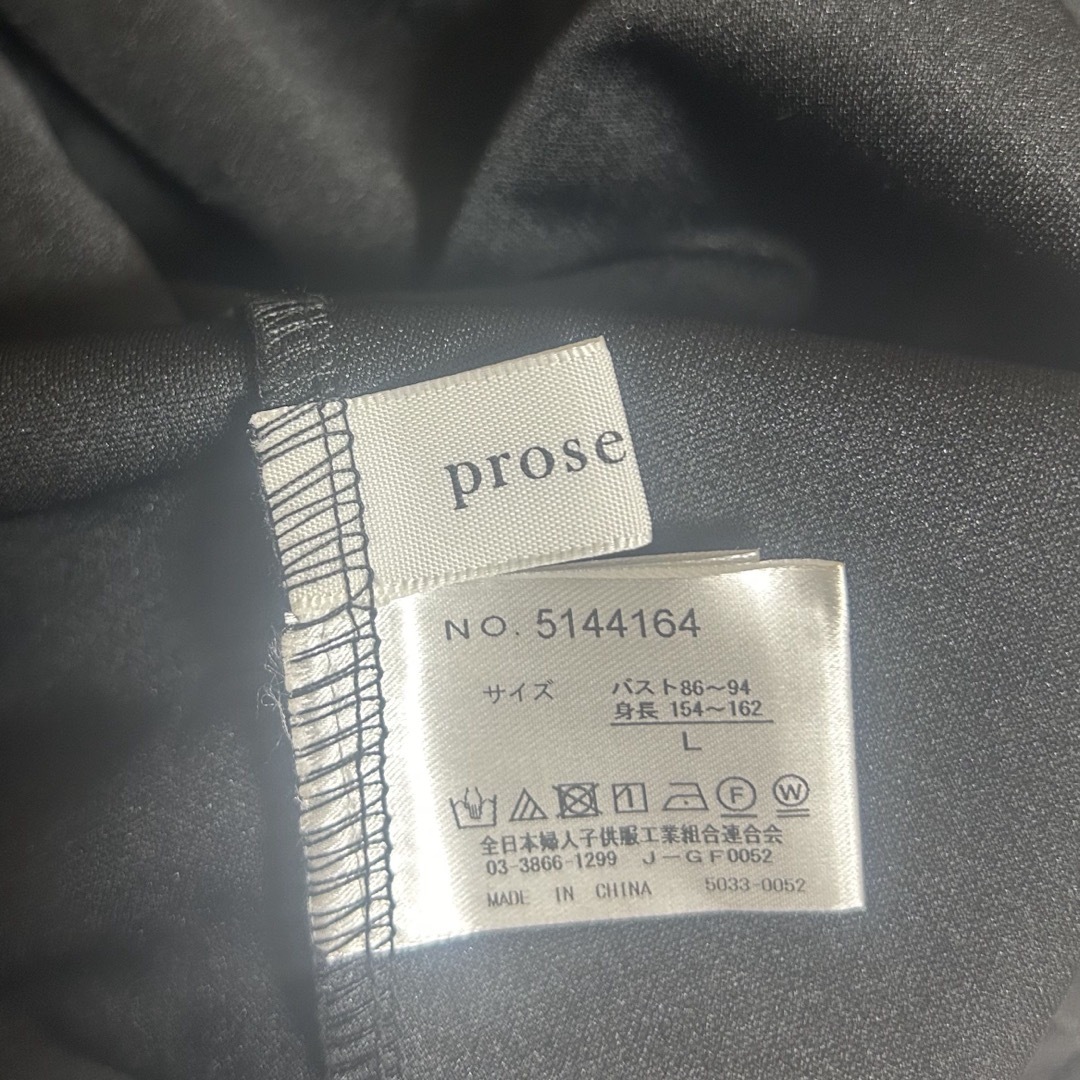 prose
NO. 5144164
サイズ バスト86〜94
身長 154〜162
L
F W
全日本婦人子供服工業組合連合会
03-3866-1299 J-GF0052
MADE IN CHINA 5033-0052